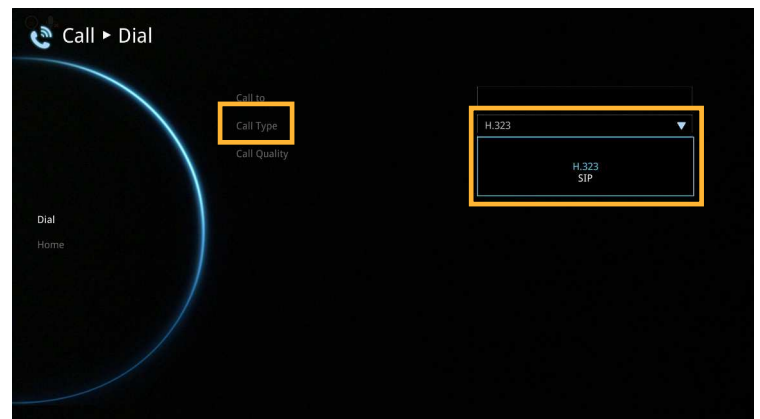 Call ▸ Dial
Call to
Call Type
H.323
Call Quality
H.323
SIP
Dial
Home